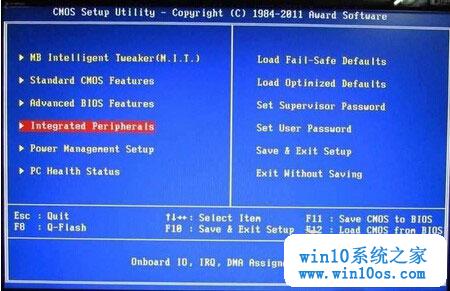 CMOS Setup Utility - Copyright (C) 1984-2011 Award Software
MB Intelligent Tweaker(M.I.T.)
Standard CMOS Features
Advanced BIOS Features
Integrated Peripherals
Power Management Setup
PC Health Status
Load Fail-Safe Defaults
Load Optimized Defaults
Set Supervisor Password
Set User Password
Save & Exit Setup
Exit Without Saving
Esc : Quit
F8 : Q-Flash
↑↓→←: Select Item
F10 : Save & Exit Setup
F11 : Save CMOS to BIOS
F12 : Load CMOS from BIOS
Onboard IO, IRQ, DMA
win10系统之家
www.win10os.com